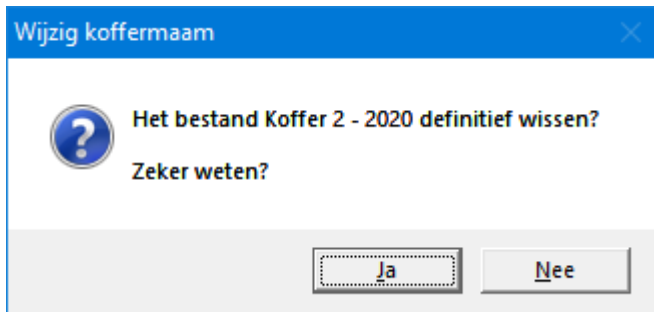 Wijzig koffermaam
Het bestand Koffer 2 - 2020 definitief wissen?
Zeker weten?
Ja
Nee